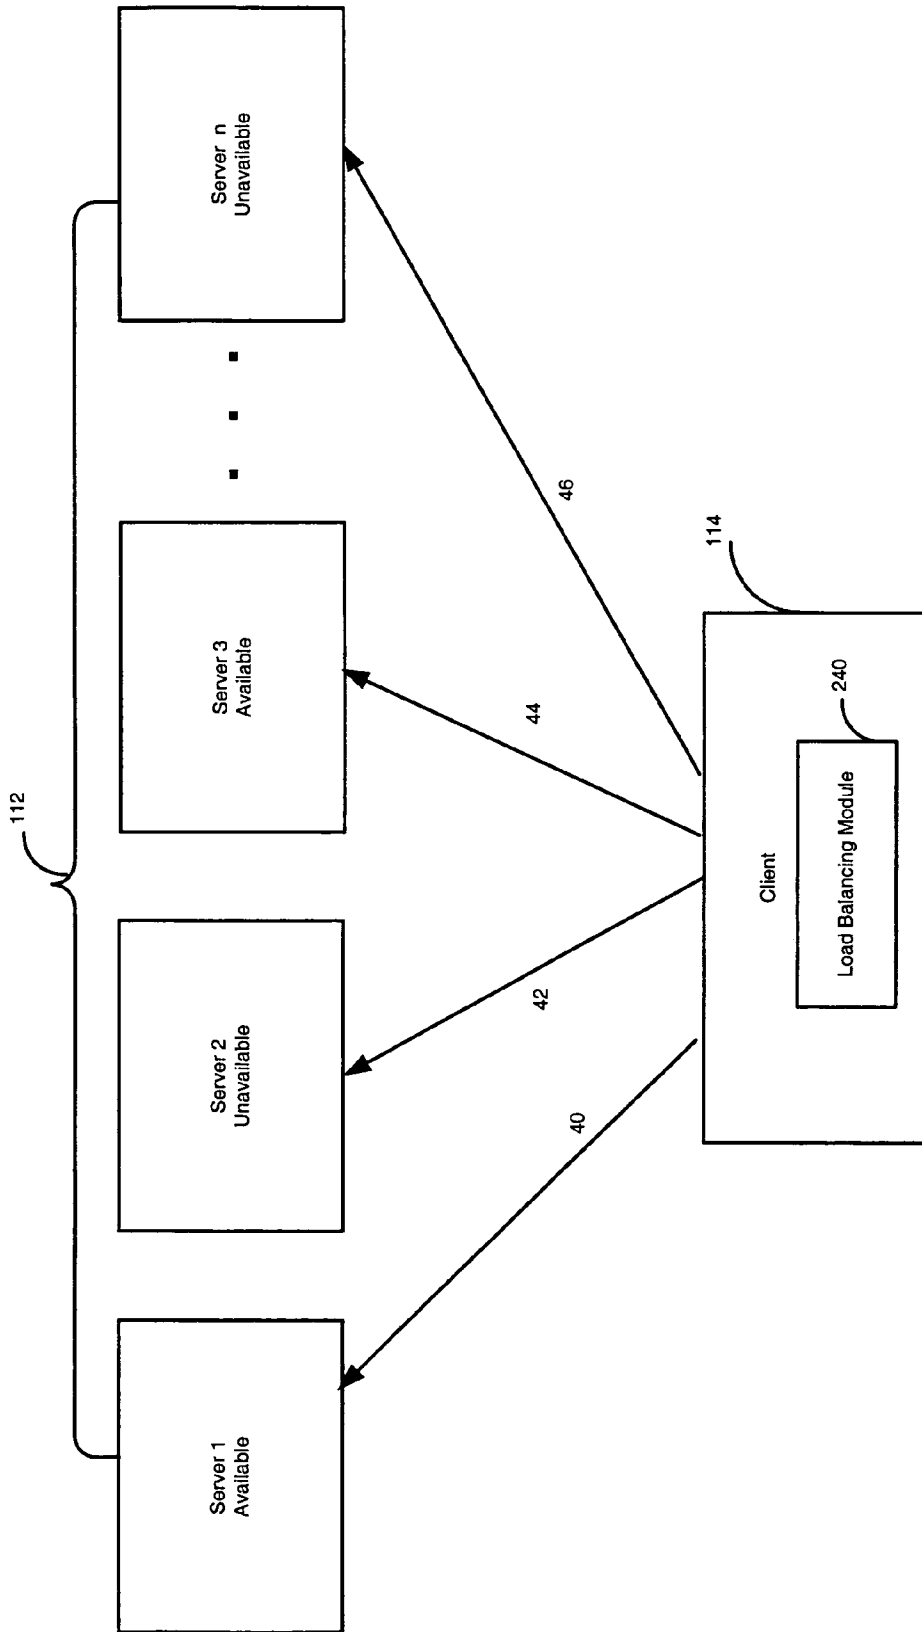 112
Server 1
Available
Server 2
Unavailable
Server 3
Available
Server n
Unavailable
40
42
44
46
114
Client
240
Load Balancing Module